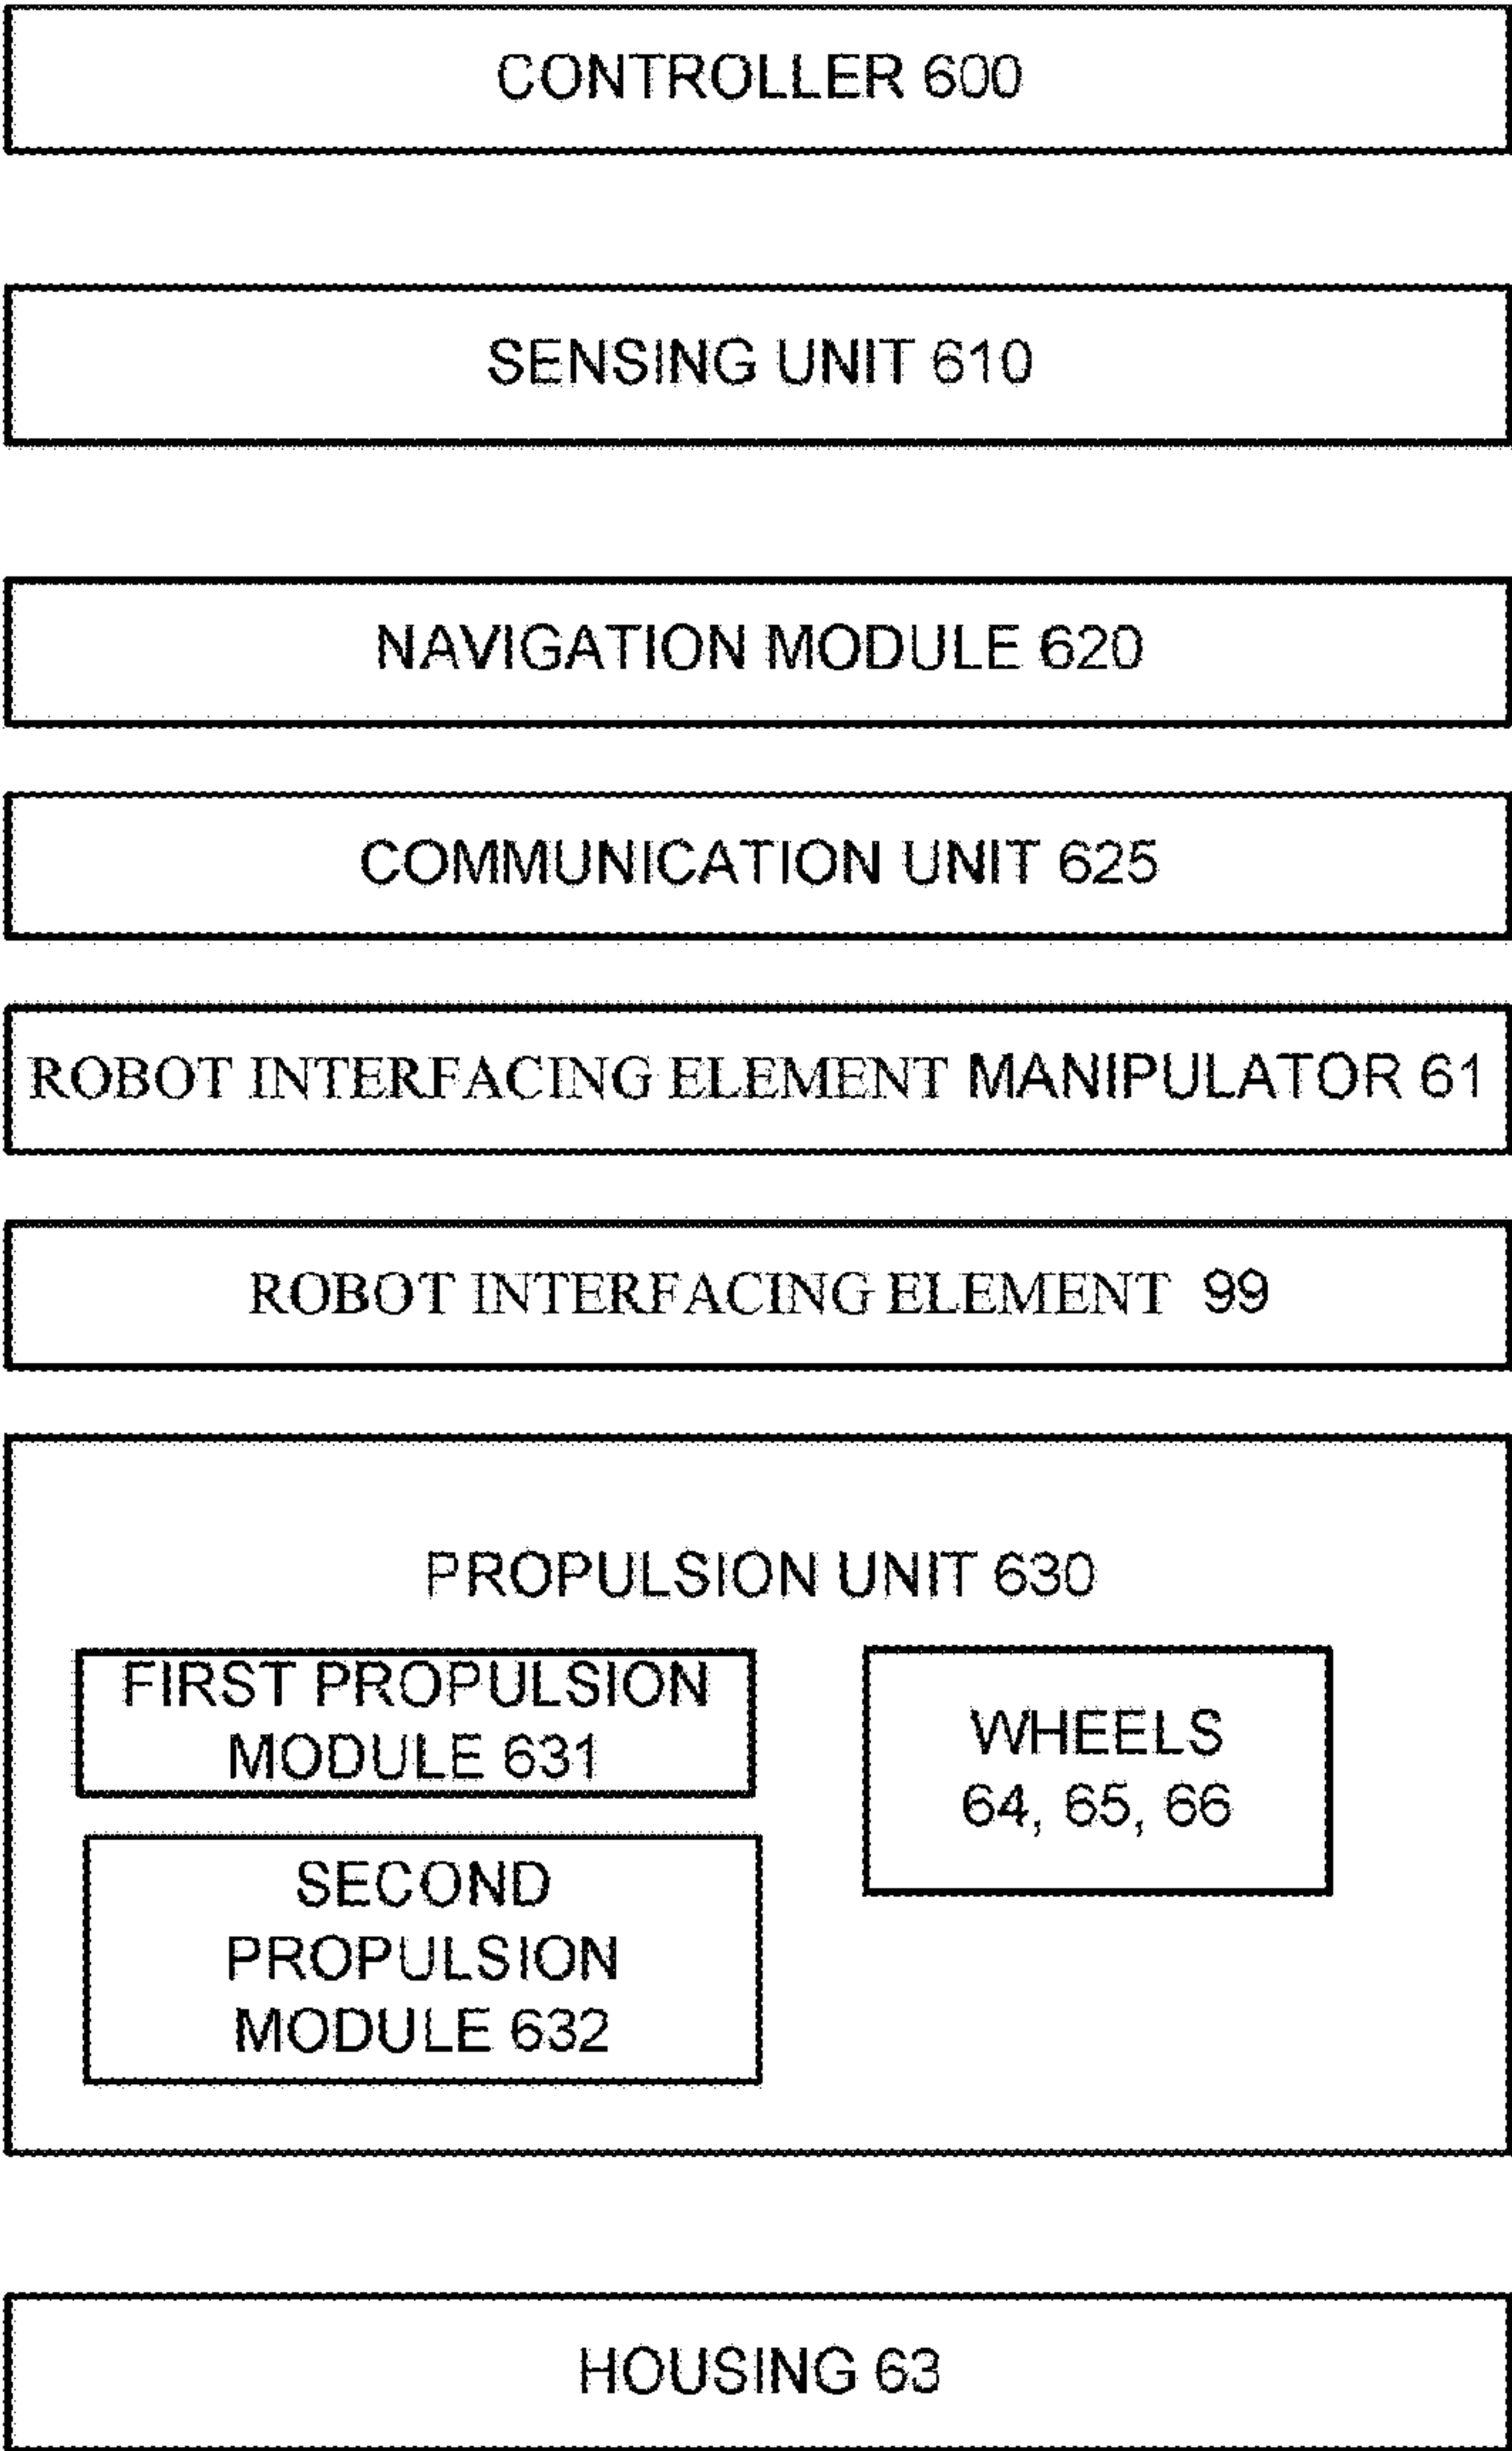 CONTROLLER 600
SENSING UNIT 610
NAVIGATION MODULE 620
COMMUNICATION UNIT 625
ROBOT INTERFACING ELEMENT MANIPULATOR 61
ROBOT INTERFACING ELEMENT 99
PROPULSION UNIT 630
FIRST PROPULSION
MODULE 631
WHEELS
64, 65, 66
SECOND
PROPULSION
MODULE 632
HOUSING 63